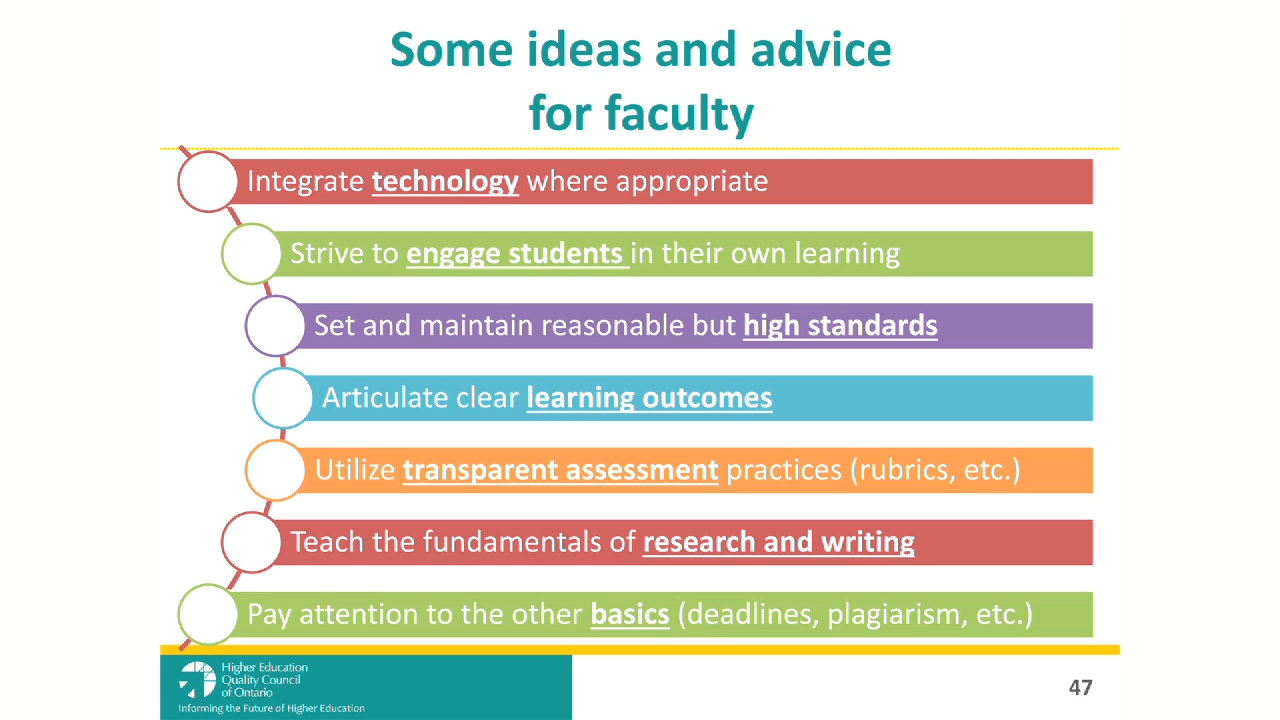 Some ideas and advice
for faculty
Integrate technology where appropriate
Strive to engage students in their own learning
Set and maintain reasonable but high standards
Articulate clear learning outcomes
Utilize transparent assessment practices (rubrics, etc.)
Teach the fundamentals of research and writing
Pay attention to the other basics (deadlines, plagiarism, etc.)
Higher Education
Quality Council
of Ontario
Informing the Future of Higher Education
47